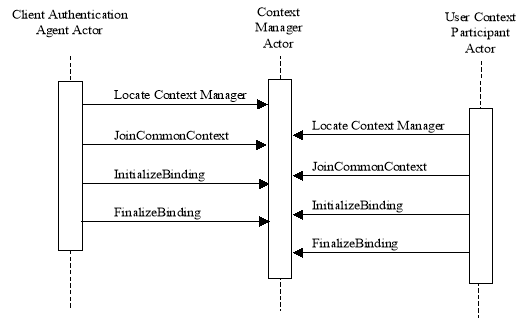 Client Authentication
Agent Actor
Context
Manager
Actor
User Context
Participant
Actor
Locate Context Manager
JoinCommonContext
InitializeBinding
FinalizeBinding
Locate Context Manager
JoinCommonContext
InitializeBinding
FinalizeBinding